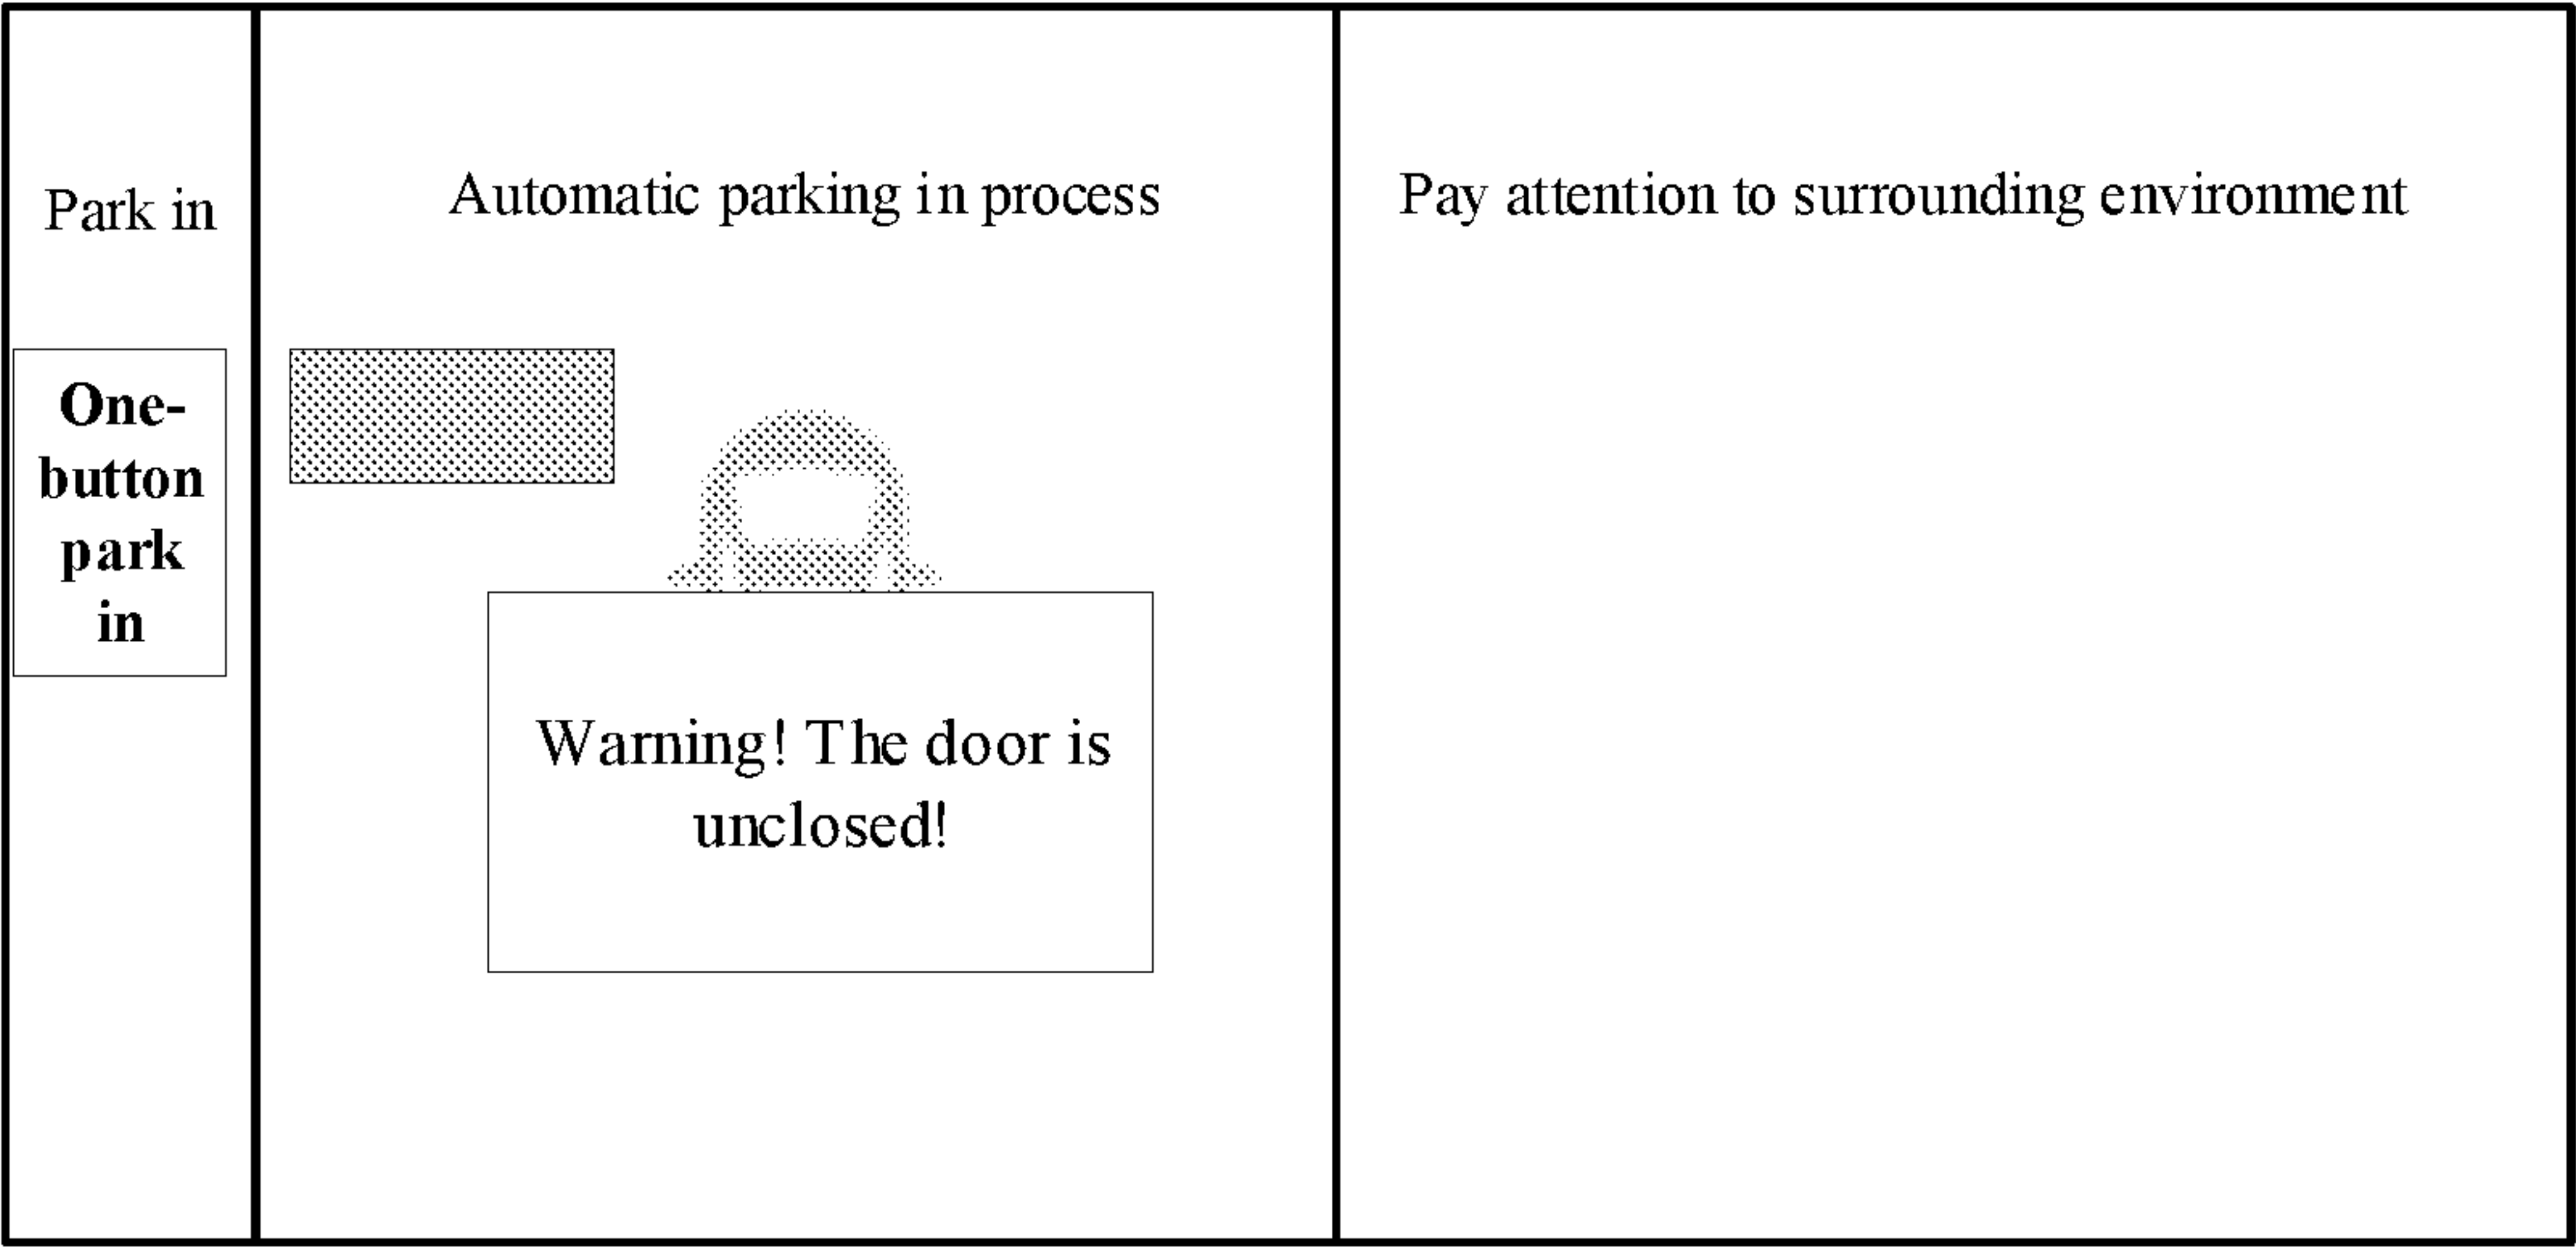 Park in
One-
button
park
in
Automatic parking in process
Warning! The door is
unclosed!
Pay attention to surrounding environment